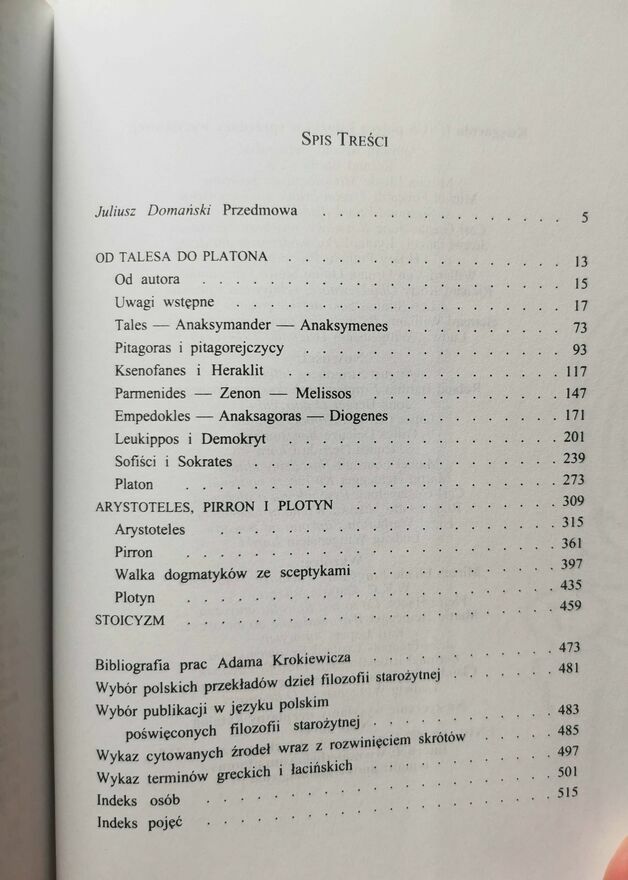 SPIS TREŚCI
Juliusz Domański Przedmowa . . . . . . . . . . . . . . 5
OD TALESA DO PLATONA . . . . . . . . . . . . . . 13
Od autora . . . . . . . . . . . . . . 15
Uwagi wstępne . . . . . . . . . . . . . . 17
Tales — Anaksymander — Anaksymenes . . . . . . . . 73
Pitagoras i pitagorejczycy . . . . . . . . . . . . 93
Ksenofanes i Heraklit . . . . . . . . . . . . 117
Parmenides — Zenon — Melissos . . . . . . . . . 147
Empedokles — Anaksagoras — Diogenes . . . . . . . . 171
Leukippos i Demokryt . . . . . . . . . . . . 201
Sofiści i Sokrates . . . . . . . . . . . . . . 239
Platon . . . . . . . . . . . . . . . . 273
ARYSTOTELES, PIRRON I PLOTYN . . . . . . . . . . 309
Arystoteles . . . . . . . . . . . . . . . 315
Pirron . . . . . . . . . . . . . . . . 361
Walka dogmatyków ze sceptykami . . . . . . . . . 397
Plotyn . . . . . . . . . . . . . . . . 435
STOICYZM . . . . . . . . . . . . . . . . 459
Bibliografia prac Adama Krokiewicza . . . . . . . . . 473
Wybór polskich przekładów dzieł filozofii starożytnej . . . . . . 481
Wybór publikacji w języku polskim
poświęconych filozofii starożytnej . . . . . . . . . 483
Wykaz cytowanych źrodeł wraz z rozwinięciem skrótów . . . . . 485
Wykaz terminów greckich i łacińskich . . . . . . . . . 497
Indeks osób . . . . . . . . . . . . . . . 501
Indeks pojęć . . . . . . . . . . . . . . . 515